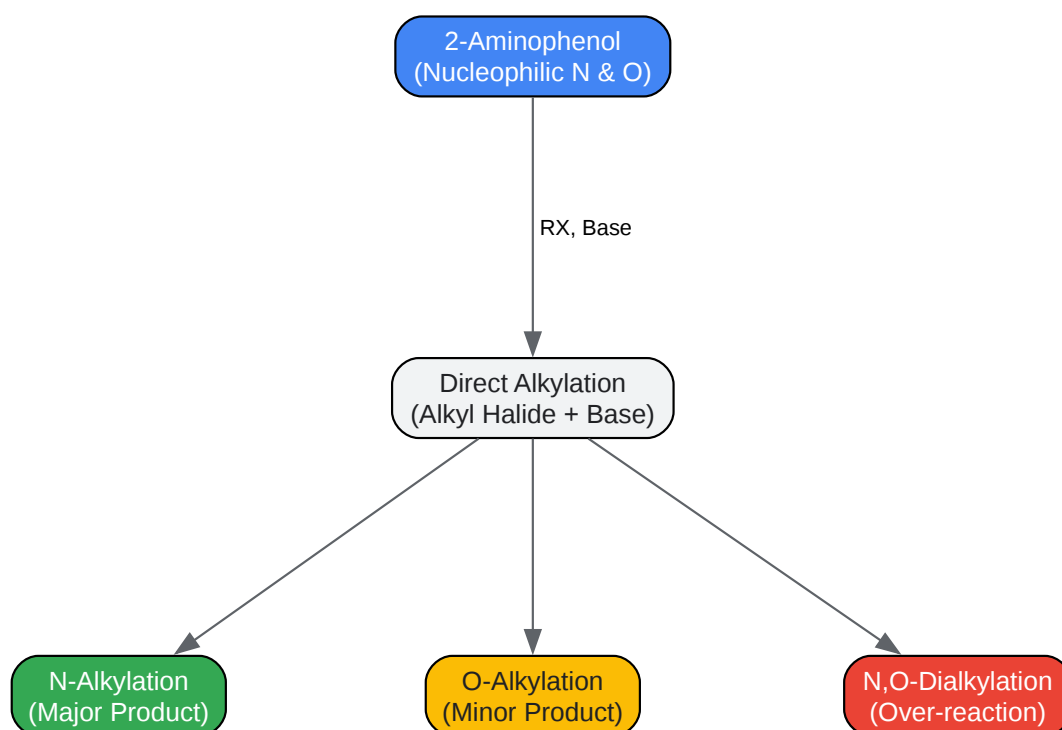 2-Aminophenol
(Nucleophilic N & O)
RX, Base
Direct Alkylation
(Alkyl Halide + Base)
N-Alkylation
(Major Product)
O-Alkylation
(Minor Product)
N,O-Dialkylation
(Over-reaction)